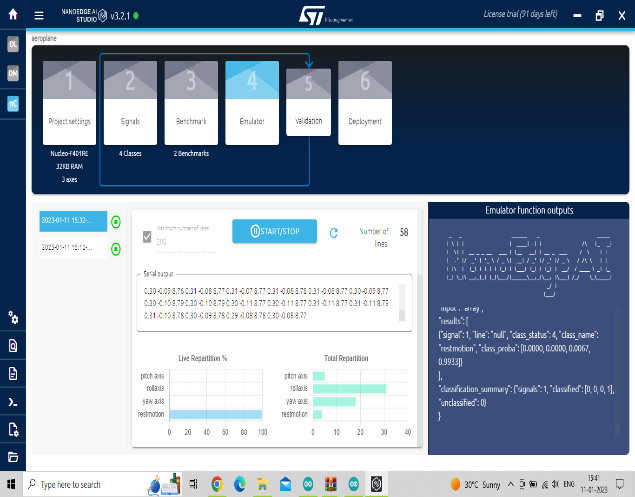 NANOEDGE AI
STUDIO v3.2.1
life.augmented
License trial (91 days left)
aeroplane
DL
DM
nC
1
2
3
4
5
6
Project settings
Signals
Benchmark
Emulator
Validation
Deployment
Nucleo-F401RE
32KB RAM
3 axes
4 Classes
2 Benchmarks
2023-01-11 15:32-...
2023-01-11 15:12-...
Maximum number of lines
200
START/STOP
Number of
lines:
58
Serial output
0.30 -0.09 8.76 0.31 -0.08 8.77 0.31 -0.07 8.77 0.31 -0.08 8.78 0.31 -0.08 8.77 0.30 -0.09 8.77
0.30 -0.10 8.79 0.30 -0.10 8.79 0.30 -0.11 8.77 0.30 -0.11 8.77 0.31 -0.11 8.77 0.31 -0.11 8.79
0.31 -0.10 8.78 0.30 -0.09 8.78 0.29 -0.08 8.78 0.30 -0.08 8.77
Live Repartition %
pitch axis
rollaxis
yaw axis
restmotion
0 20 40 60 80 100
Total Repartition
pitch axis
rollaxis
yaw axis
restmotion
0 10 20 30 40
Emulator function outputs
"input": "array",
"results": [
{"signal": 1, "line": "null", "class_status": 4, "class_name":
"restmotion", "class_proba": [0.0000, 0.0000, 0.0067,
0.9933]}
],
"classification_summary": {"signals": 1, "classified": [0, 0, 0, 1],
"unclassified": 0}
}
Type here to search
30°C Sunny
ENG
15:41
11-01-2023